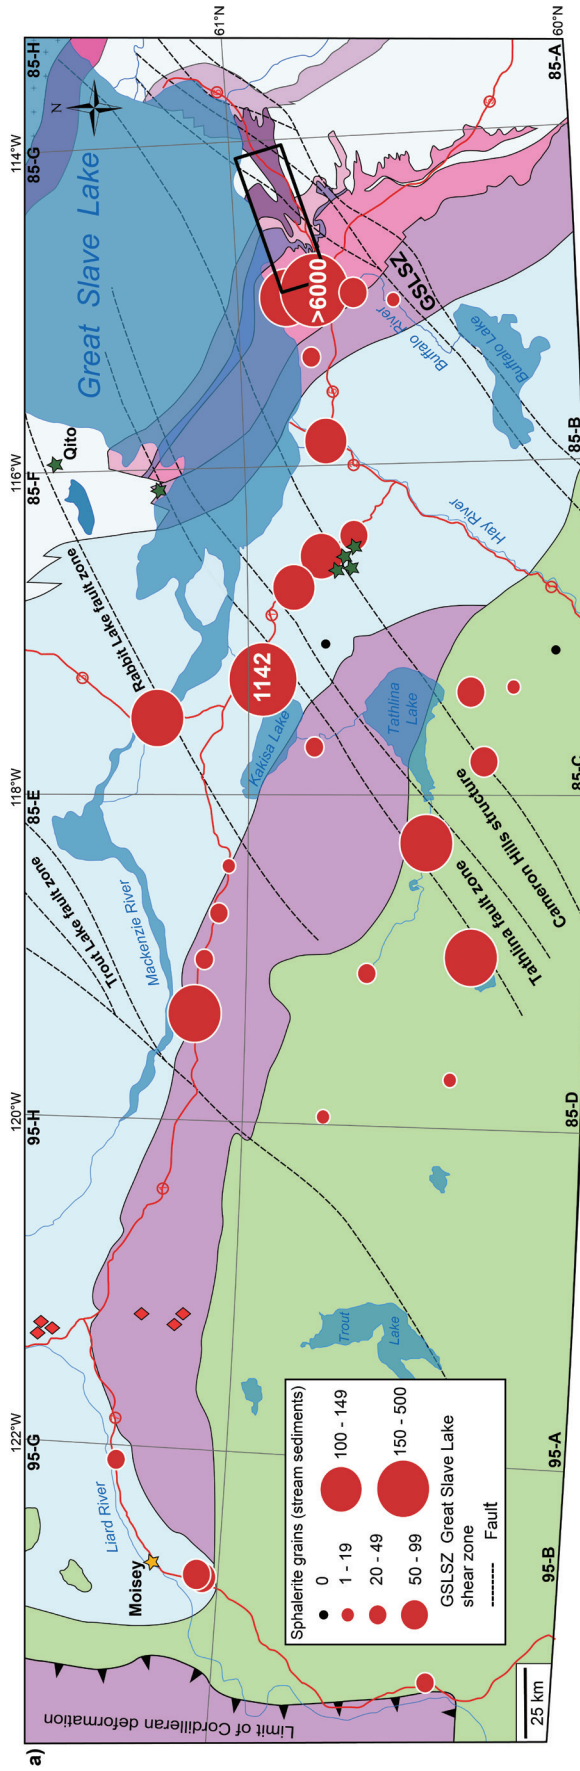 a)
95-G
122°W
95-H
120°W
85-E
118°W
85-F
116°W
85-G
114°W
85-H
N
61°N
60°N
Great Slave Lake
Qito
Rabbit Lake fault zone
Trout Lake fault zone
Mackenzie River
Liard River
Moisey
Limit of Cordilleran deformation
>6000
1142
Kakisa Lake
Tathlina
Lake
Hay River
Buffalo
River
Buffalo Lake
GSLSZ
Cameron Hills structure
Tathlina fault zone
Trout
Lake
Sphalerite grains (stream sediments)
0
1 - 19
20 - 49
50 - 99
100 - 149
150 - 500
GSLSZ Great Slave Lake
shear zone
Fault
25 km
95-B
95-A
85-D
85-C
85-B
85-A